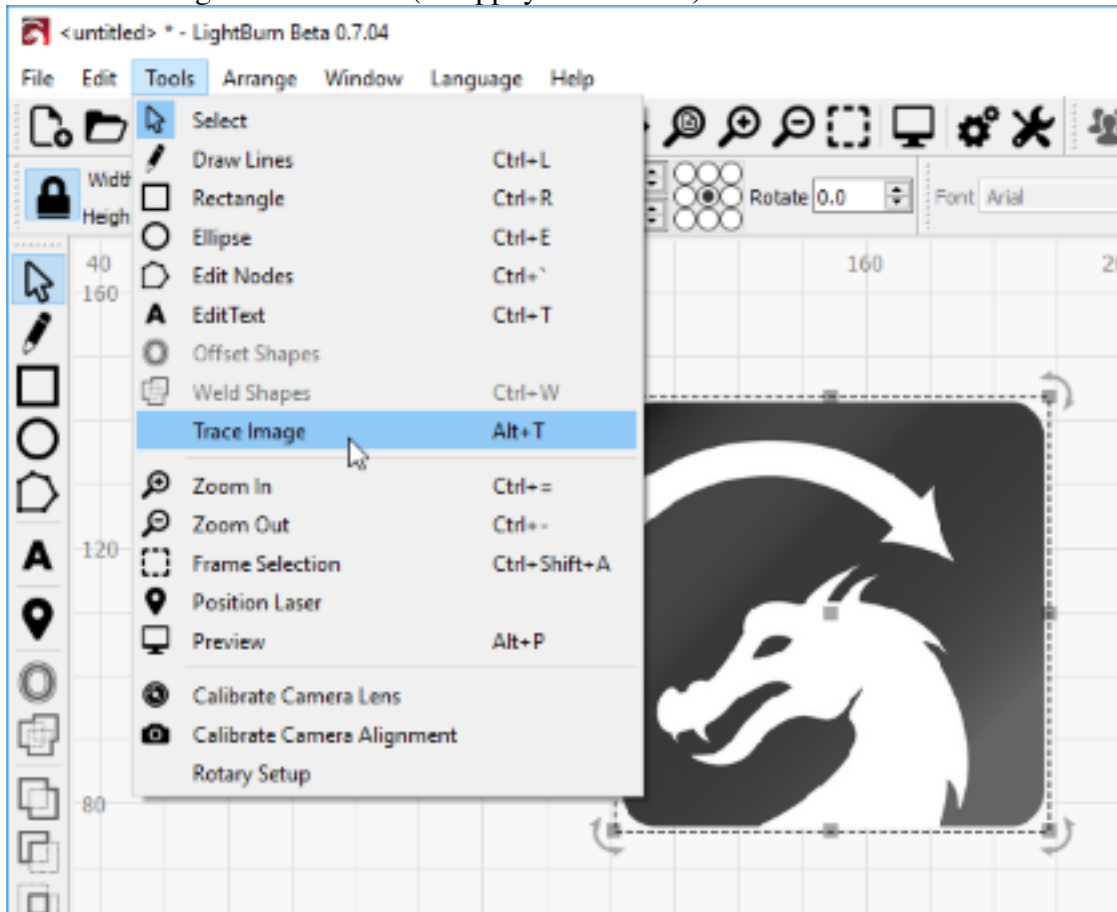 <untitled> * - LightBurn Beta 0.7.04
File Edit Tools Arrange Window Language Help
Width
Heigh
Rotate 0.0
Font Arial
Select
Draw Lines Ctrl+L
Rectangle Ctrl+R
Ellipse Ctrl+E
Edit Nodes Ctrl+`
EditText Ctrl+T
Offset Shapes
Weld Shapes Ctrl+W
Trace Image Alt+T
Zoom In Ctrl+=
Zoom Out Ctrl+-
Frame Selection Ctrl+Shift+A
Position Laser
Preview Alt+P
Calibrate Camera Lens
Calibrate Camera Alignment
Rotary Setup
40 160
160
120
80